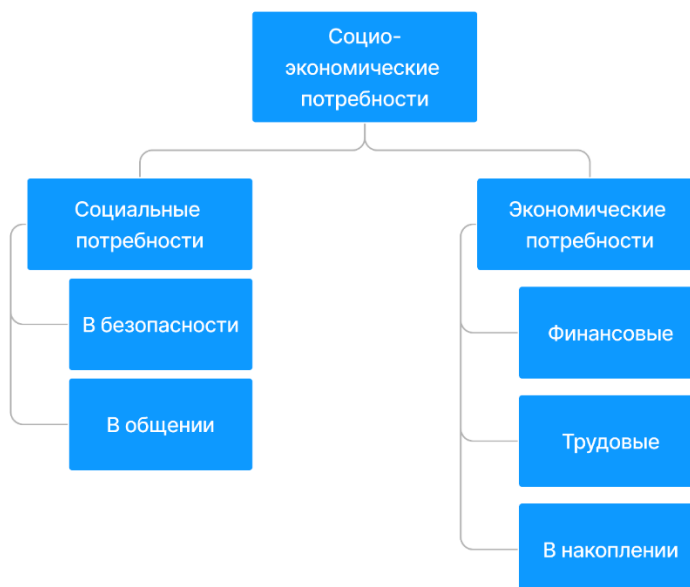 Социо-
экономические
потребности
Социальные
потребности
В безопасности
В общении
Экономические
потребности
Финансовые
Трудовые
В накоплении